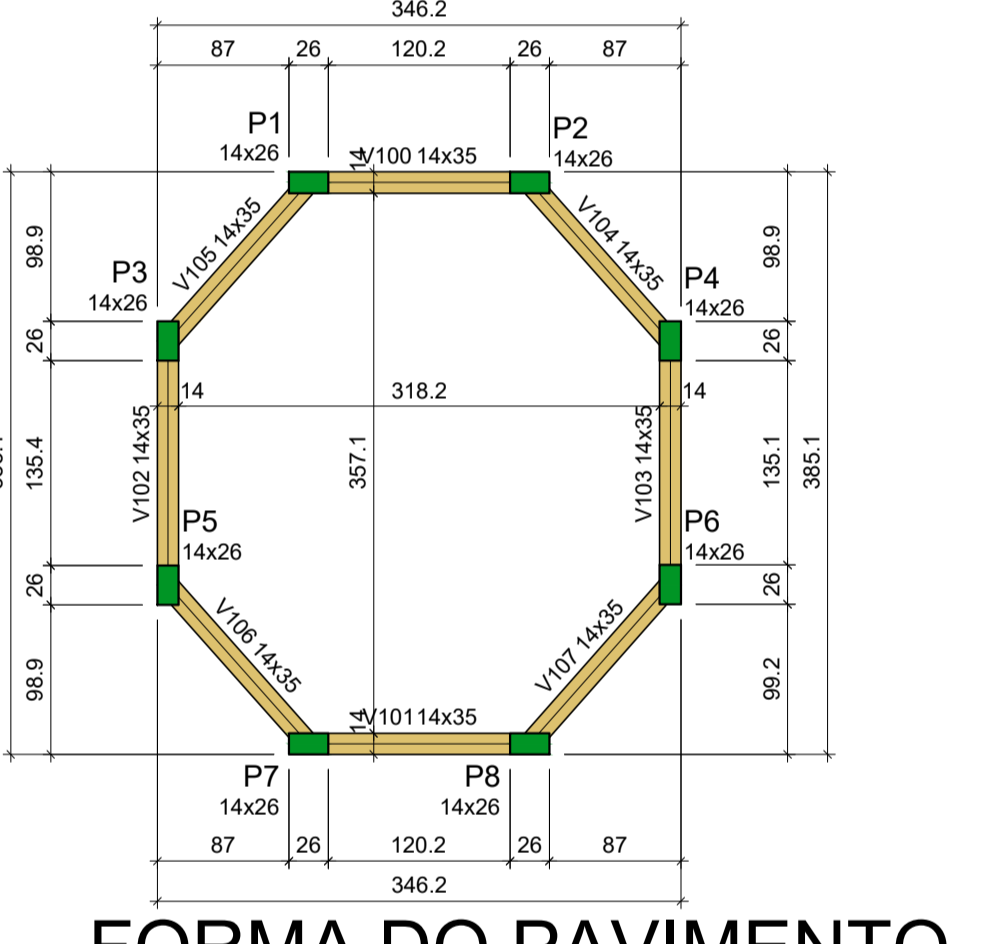 346.2
87 26 120.2 26 87
P1
14x26
P2
14x26
14
V100 14x35
V105 14x35
V104 14x35
98.9
98.9
P3
14x26
P4
14x26
26
26
14
318.2
14
V102 14x35
V103 14x35
135.4
357.1
135.1
385.1
P5
14x26
P6
14x26
26
26
V106 14x35
V107 14x35
98.9
99.2
14
V101 14x35
P7
14x26
P8
14x26
87 26 120.2 26 87
346.2
FORMA DO PAVIMENTO